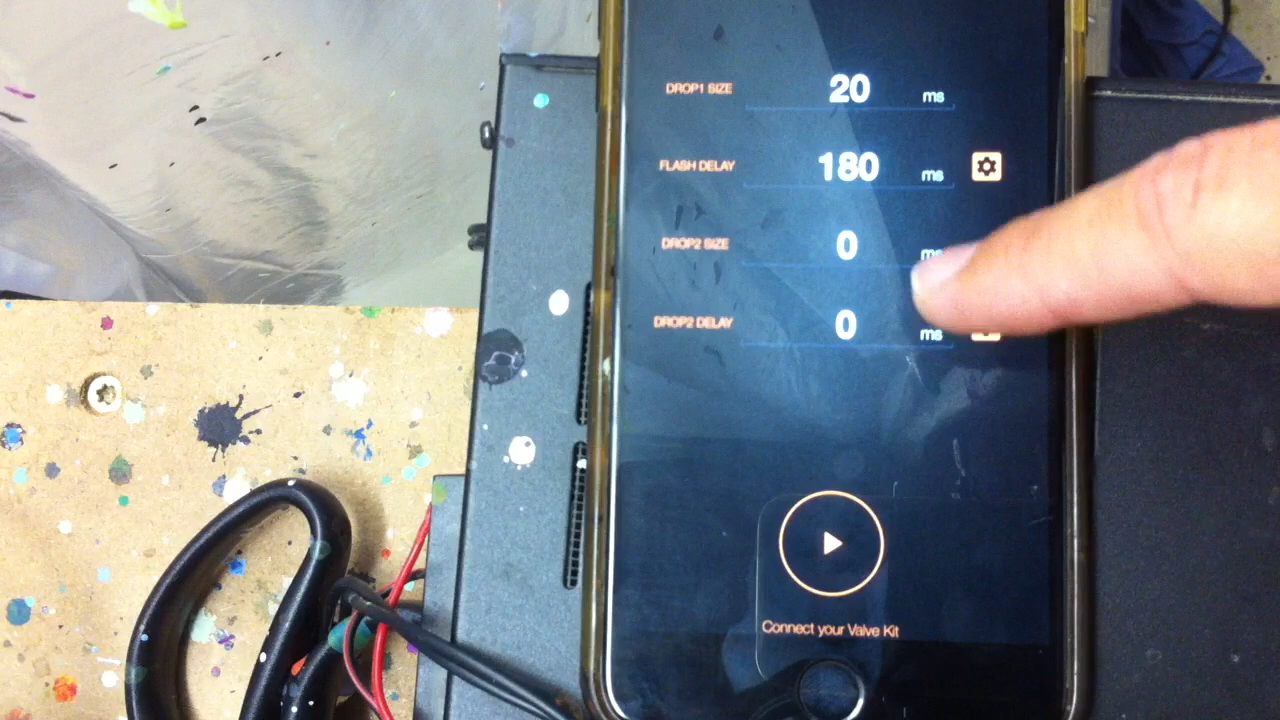 DROP1 SIZE 20 ms
FLASH DELAY 180 ms
DROP2 SIZE 0 ms
DROP2 DELAY 0 ms
Connect your Valve Kit